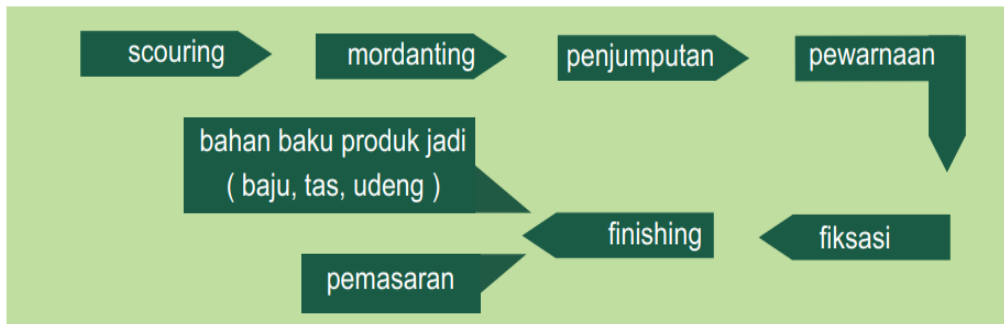 scouring
mordanting
penjumputan
pewarnaan
bahan baku produk jadi
( baju, tas, udeng )
finishing
fiksasi
pemasaran